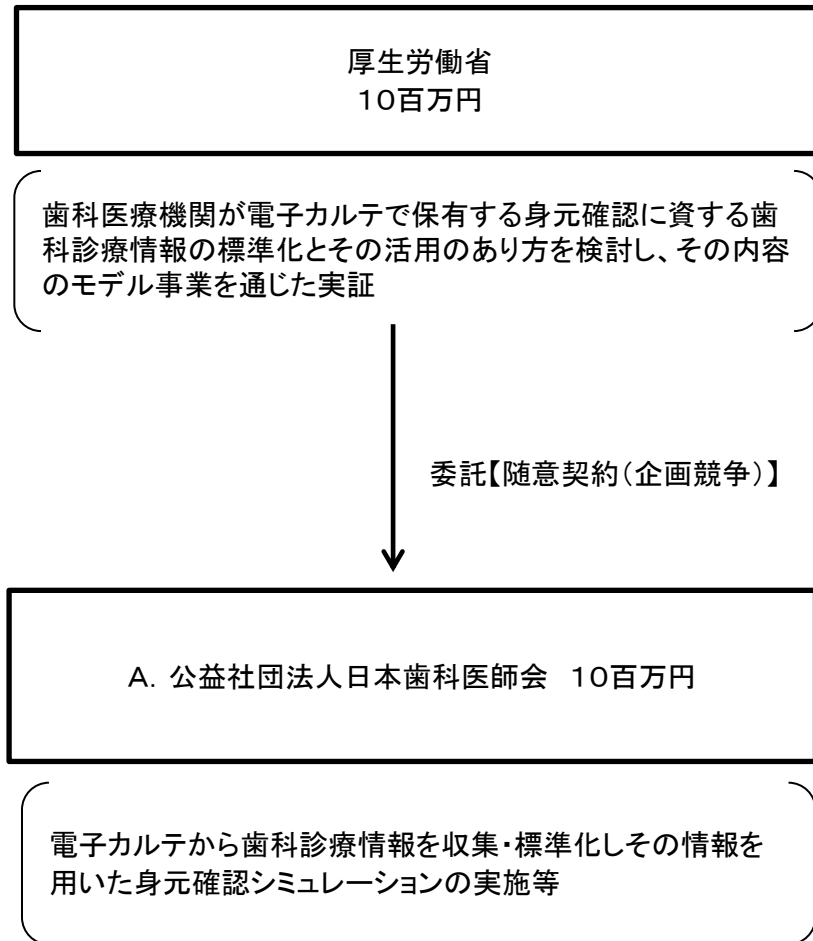 厚生労働省
１０百万円
歯科医療機関が電子カルテで保有する身元確認に資する歯
科診療情報の標準化とその活用のあり方を検討し、その内容
のモデル事業を通じた実証
委託【随意契約（企画競争）】
Ａ．公益社団法人日本歯科医師会　１０百万円
電子カルテから歯科診療情報を収集・標準化しその情報を
用いた身元確認シミュレーションの実施等